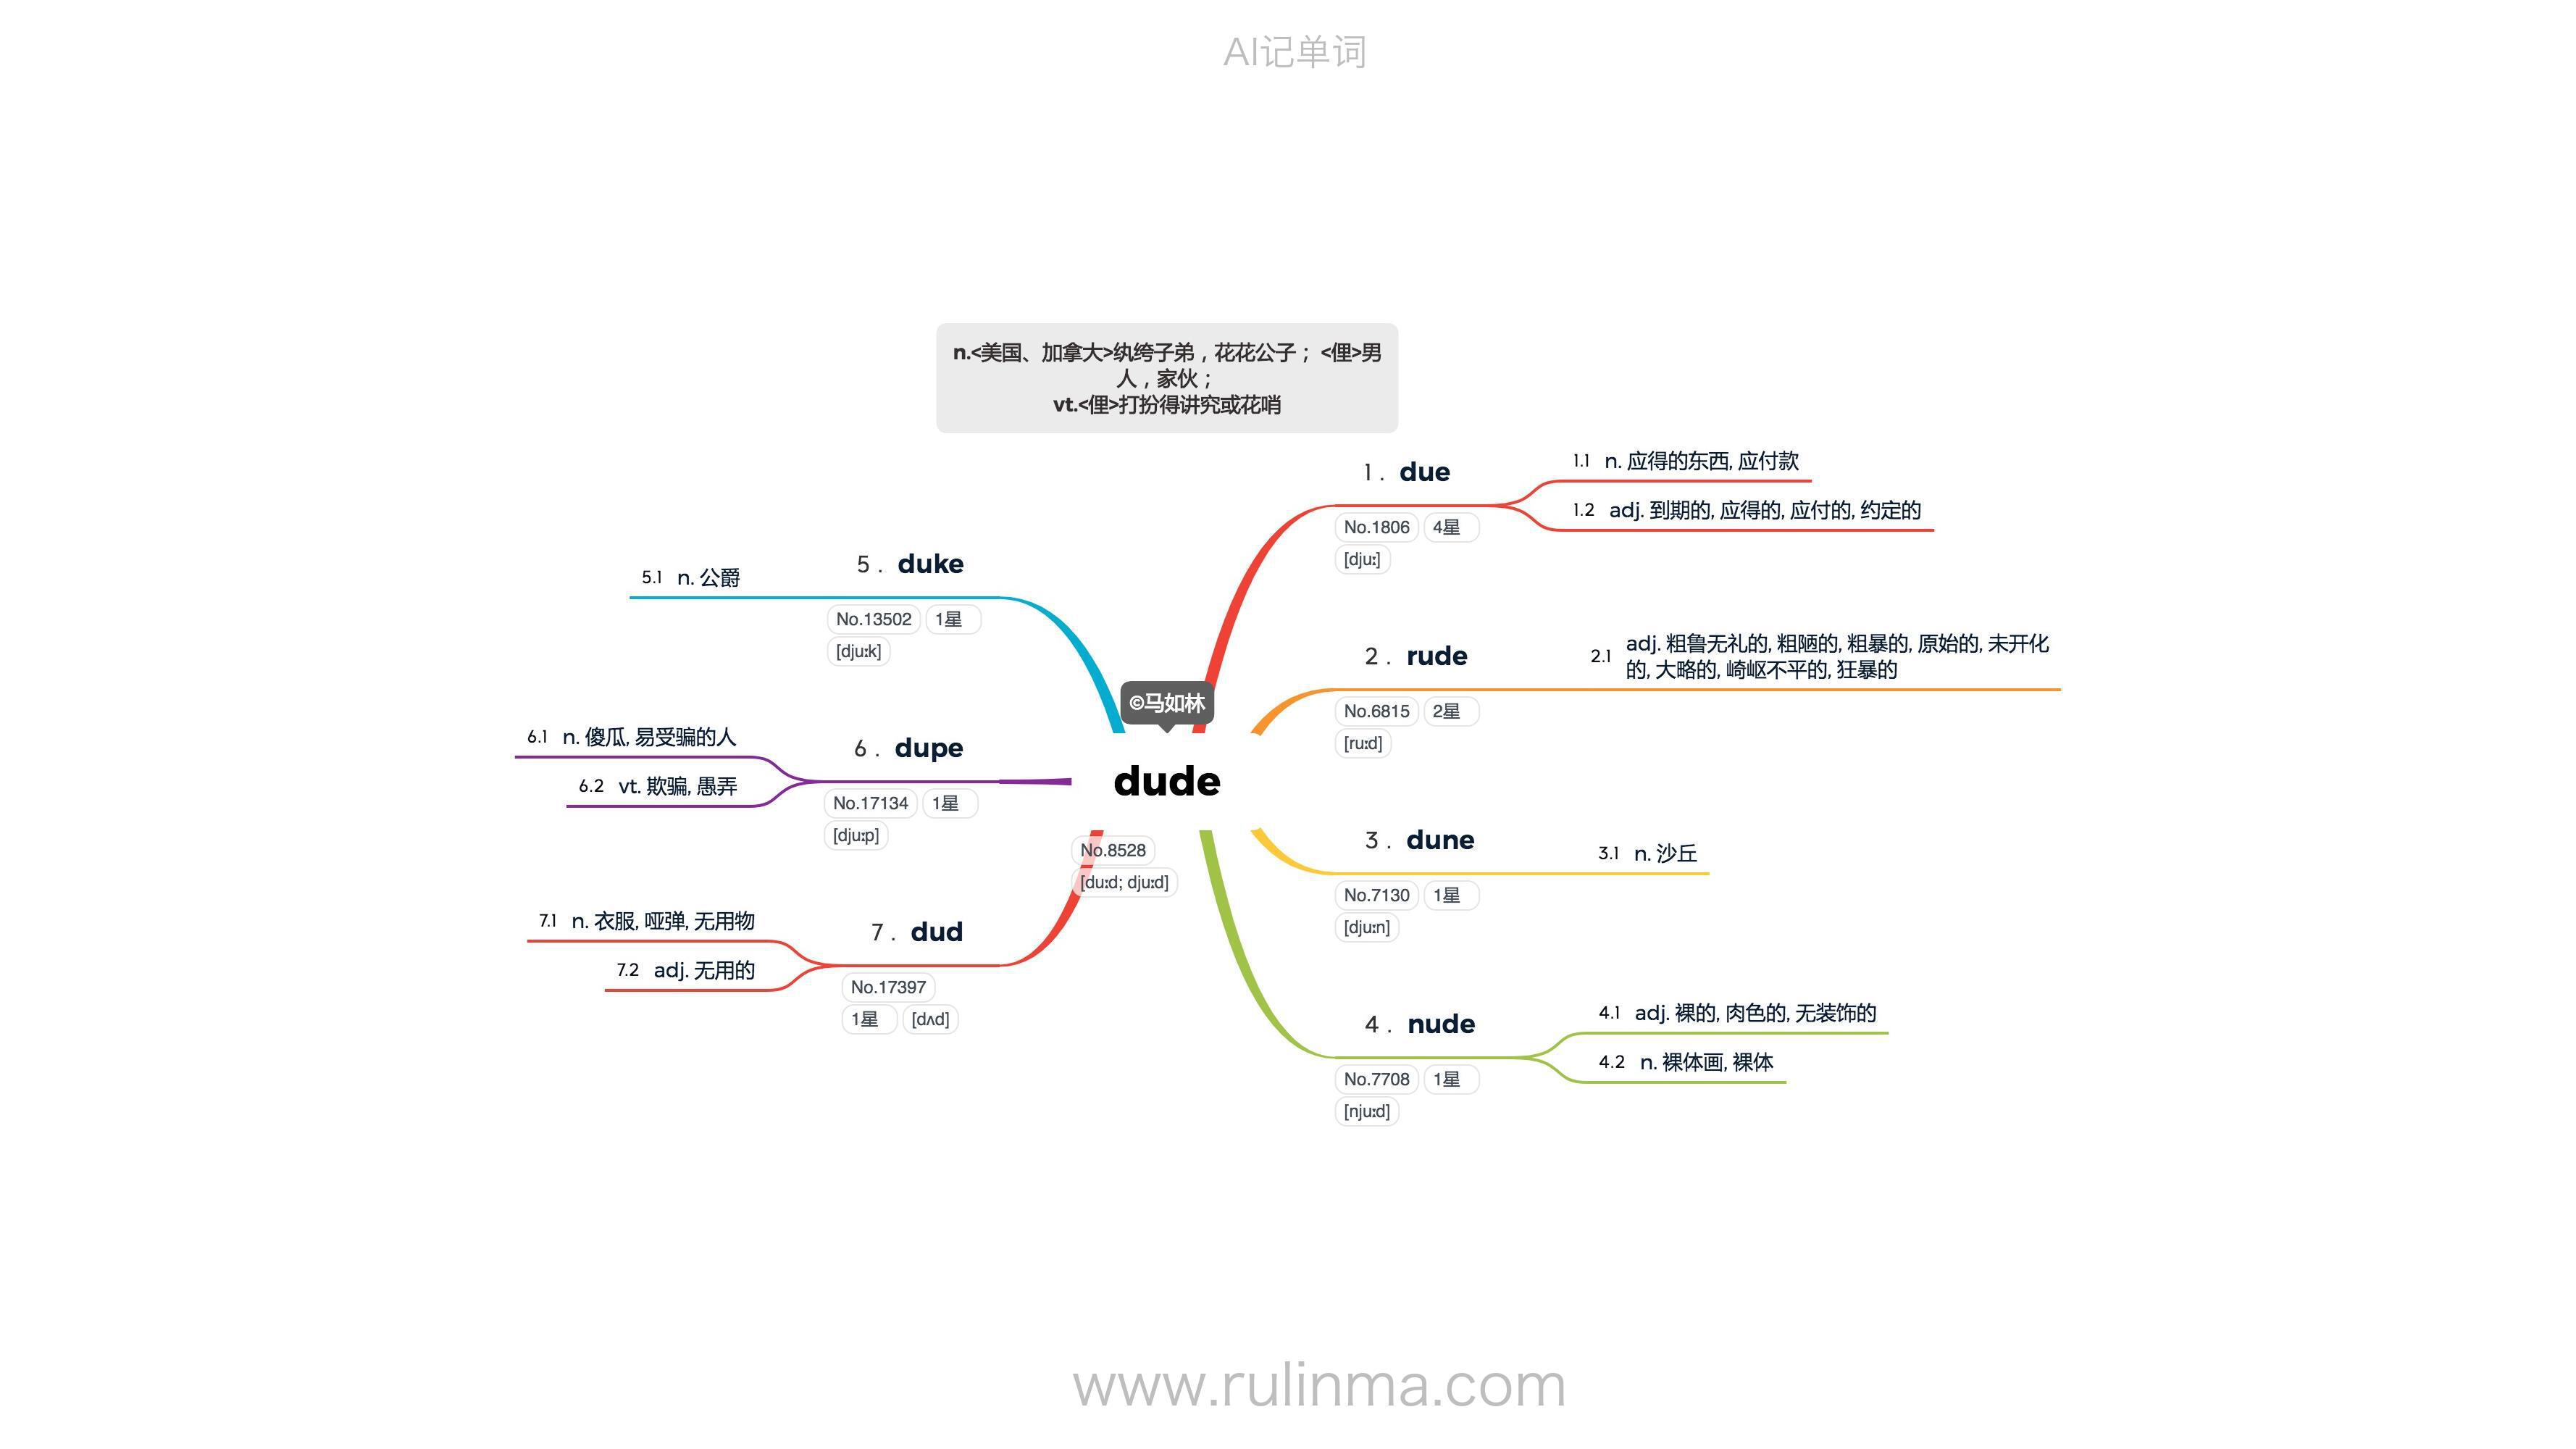 AI记单词
n.<美国、加拿大>纨绔子弟，花花公子；<俚>男
人，家伙；
vt.<俚>打扮得讲究或花哨
©马如林
dude
No.8528
[duːd; djuːd]
1. due
No.1806 4星
[djuː]
1.1 n. 应得的东西, 应付款
1.2 adj. 到期的, 应得的, 应付的, 约定的
2. rude
No.6815 2星
[ruːd]
2.1 adj. 粗鲁无礼的, 粗陋的, 粗暴的, 原始的, 未开化
的, 大略的, 崎岖不平的, 狂暴的
3. dune
No.7130 1星
[djuːn]
3.1 n. 沙丘
4. nude
No.7708 1星
[njuːd]
4.1 adj. 裸的, 肉色的, 无装饰的
4.2 n. 裸体画, 裸体
5. duke
No.13502 1星
[djuːk]
5.1 n. 公爵
6. dupe
No.17134 1星
[djuːp]
6.1 n. 傻瓜, 易受骗的人
6.2 vt. 欺骗, 愚弄
7. dud
No.17397
1星 [dʌd]
7.1 n. 衣服, 哑弹, 无用物
7.2 adj. 无用的
www.rulinma.com